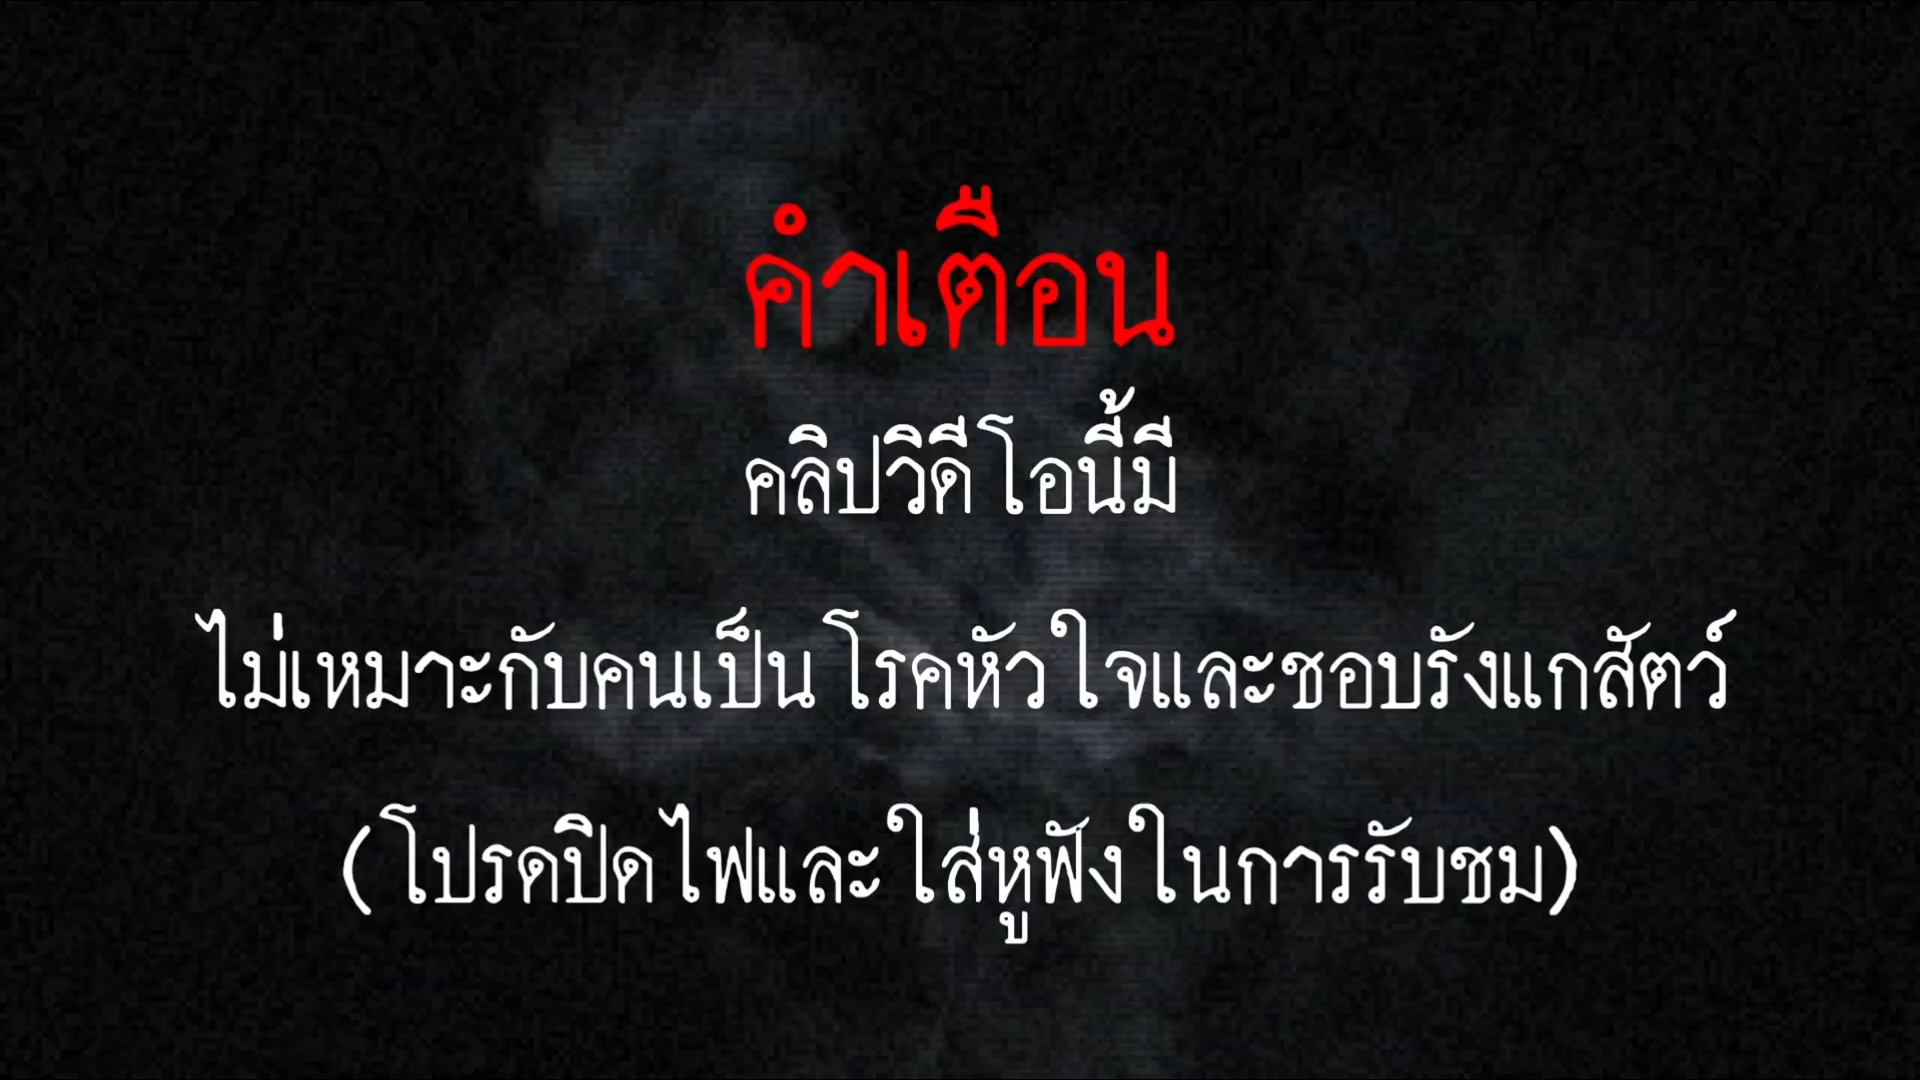 คำเตือน
คลิปวิดีโอนี้มี
ไม่เหมาะกับคนเป็นโรคหัวใจและชอบรังแกสัตว์
(โปรดปิดไฟและใส่หูฟังในการรับชม)